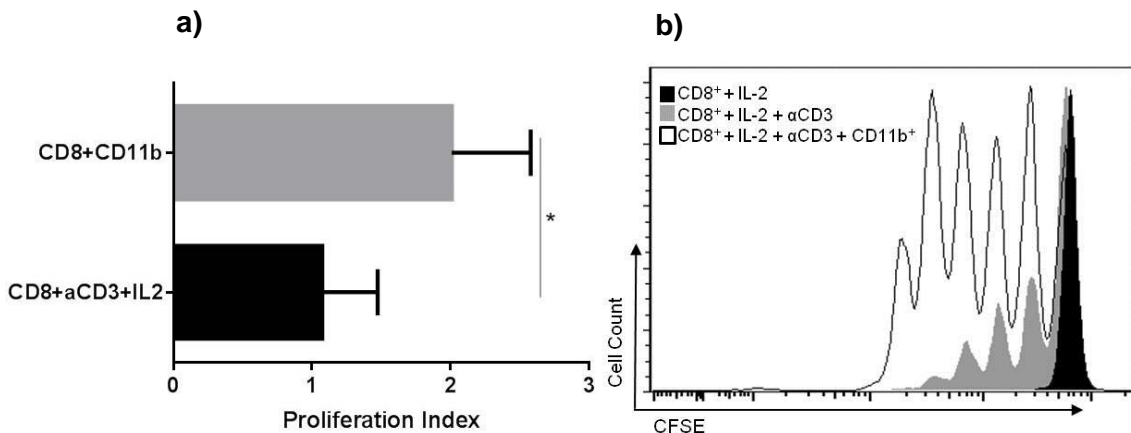 a)
CD8+CD11b
CD8+aCD3+IL2
*
0 1 2 3
Proliferation Index
b)
CD8⁺ + IL-2
CD8⁺ + IL-2 + αCD3
CD8⁺ + IL-2 + αCD3 + CD11b⁺
Cell Count
CFSE